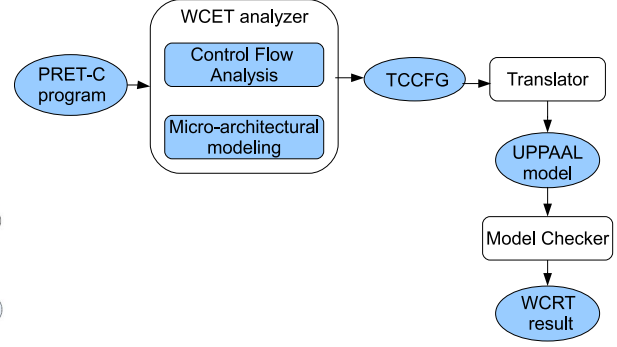 WCET analyzer
PRET-C
program
Control Flow
Analysis
Micro-architectural
modeling
TCCFG
Translator
UPPAAL
model
Model Checker
WCRT
result